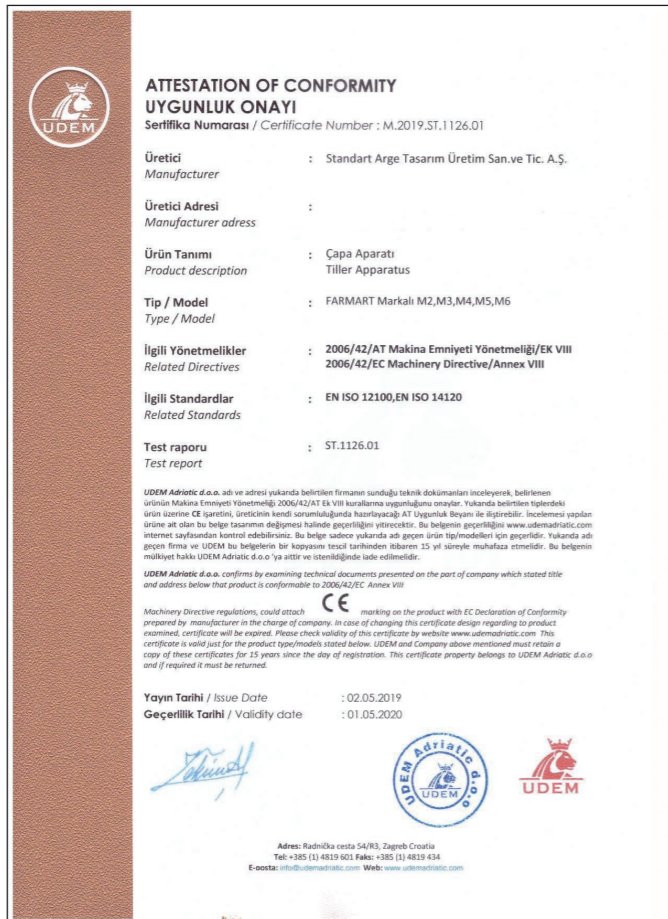 UDEM
ATTESTATION OF CONFORMITY
UYGUNLUK ONAYI
Sertifika Numarası / Certificate Number : M.2019.ST.1126.01
Üretici : Standart Arge Tasarım Üretim San.ve Tic. A.Ş.
Manufacturer
Üretici Adresi :
Manufacturer adress
Ürün Tanımı : Çapa Aparatı
Product description Tiller Apparatus
Tip / Model : FARMART Markalı M2,M3,M4,M5,M6
Type / Model
İlgili Yönetmelikler : 2006/42/AT Makina Emniyeti Yönetmeliği/EK VIII
Related Directives 2006/42/EC Machinery Directive/Annex VIII
İlgili Standardlar : EN ISO 12100,EN ISO 14120
Related Standards
Test raporu : ST.1126.01
Test report
UDEM Adriatic d.o.o. adı ve adresi yukarıda belirtilen firmanın sunduğu teknik dokümanları inceleyerek, belirlenen
ürünün Makina Emniyeti Yönetmeliği 2006/42/AT Ek VIII kurallarına uygunluğunu onaylar. Yukarıda belirtilen tiplerdeki
ürün üzerine CE işaretini, üreticinin kendi sorumluluğunda hazırlayacağı AT Uygunluk Beyanı ile iliştirebilir. İncelemesi yapılan
ürüne ait olan bu belge tasarımın değişmesi halinde geçerliliğini yitirecektir. Bu belgenin geçerliliğini www.udemadriatic.com
internet sayfasından kontrol edebilirsiniz. Bu belge sadece yukarıda adı geçen ürün tip/modelleri için geçerlidir. Yukarıda adı
geçen firma ve UDEM bu belgelerin bir kopyasını tescil tarihinden itibaren 15 yıl süreyle muhafaza etmelidir. Bu belgenin
mülkiyet hakkı UDEM Adriatic d.o.o 'ya aittir ve istenildiğinde iade edilmelidir.
UDEM Adriatic d.o.o. confirms by examining technical documents presented on the part of company which stated title
and address below that product is conformable to 2006/42/EC Annex VIII
Machinery Directive regulations, could attach CE marking on the product with EC Declaration of Conformity
prepared by manufacturer in the charge of company. In case of changing this certificate design regarding to product
examined, certificate will be expired. Please check validity of this certificate by website www.udemadriatic.com This
certificate is valid just for the product type/models stated below. UDEM and Company above mentioned must retain a
copy of these certificates for 15 years since the day of registration. This certificate property belongs to UDEM Adriatic d.o.o
and if required it must be returned.
Yayın Tarihi / Issue Date : 02.05.2019
Geçerlilik Tarihi / Validity date : 01.05.2020
UDEM Adriatic d.o.o
UDEM
UDEM
Adres: Radnička cesta 54/R3, Zagreb Croatia
Tel: +385 (1) 4819 601 Faks: +385 (1) 4819 434
E-posta: info@udemadriatic.com Web: www.udemadriatic.com